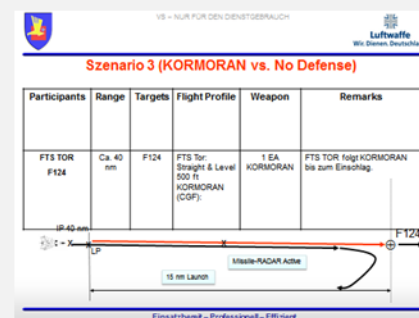 VS – NUR FÜR DEN DIENSTGEBRAUCH
Luftwaffe
Wir. Dienen. Deutschla
Szenario 3 (KORMORAN vs. No Defense)
Participants Range Targets Flight Profile Weapon Remarks
FTS TOR Ca. 40 F124 FTS Tor: 1 EA FTS TOR folgt KORMORAN
F124 nm Straight & Level KORMORAN bis zum Einschlag.
500 ft
KORMORAN
(CGF):
IP 40 nm F124
LP
Missile-RADAR Active
15 nm Launch
Einsatzbereit – Professionell – Effizient